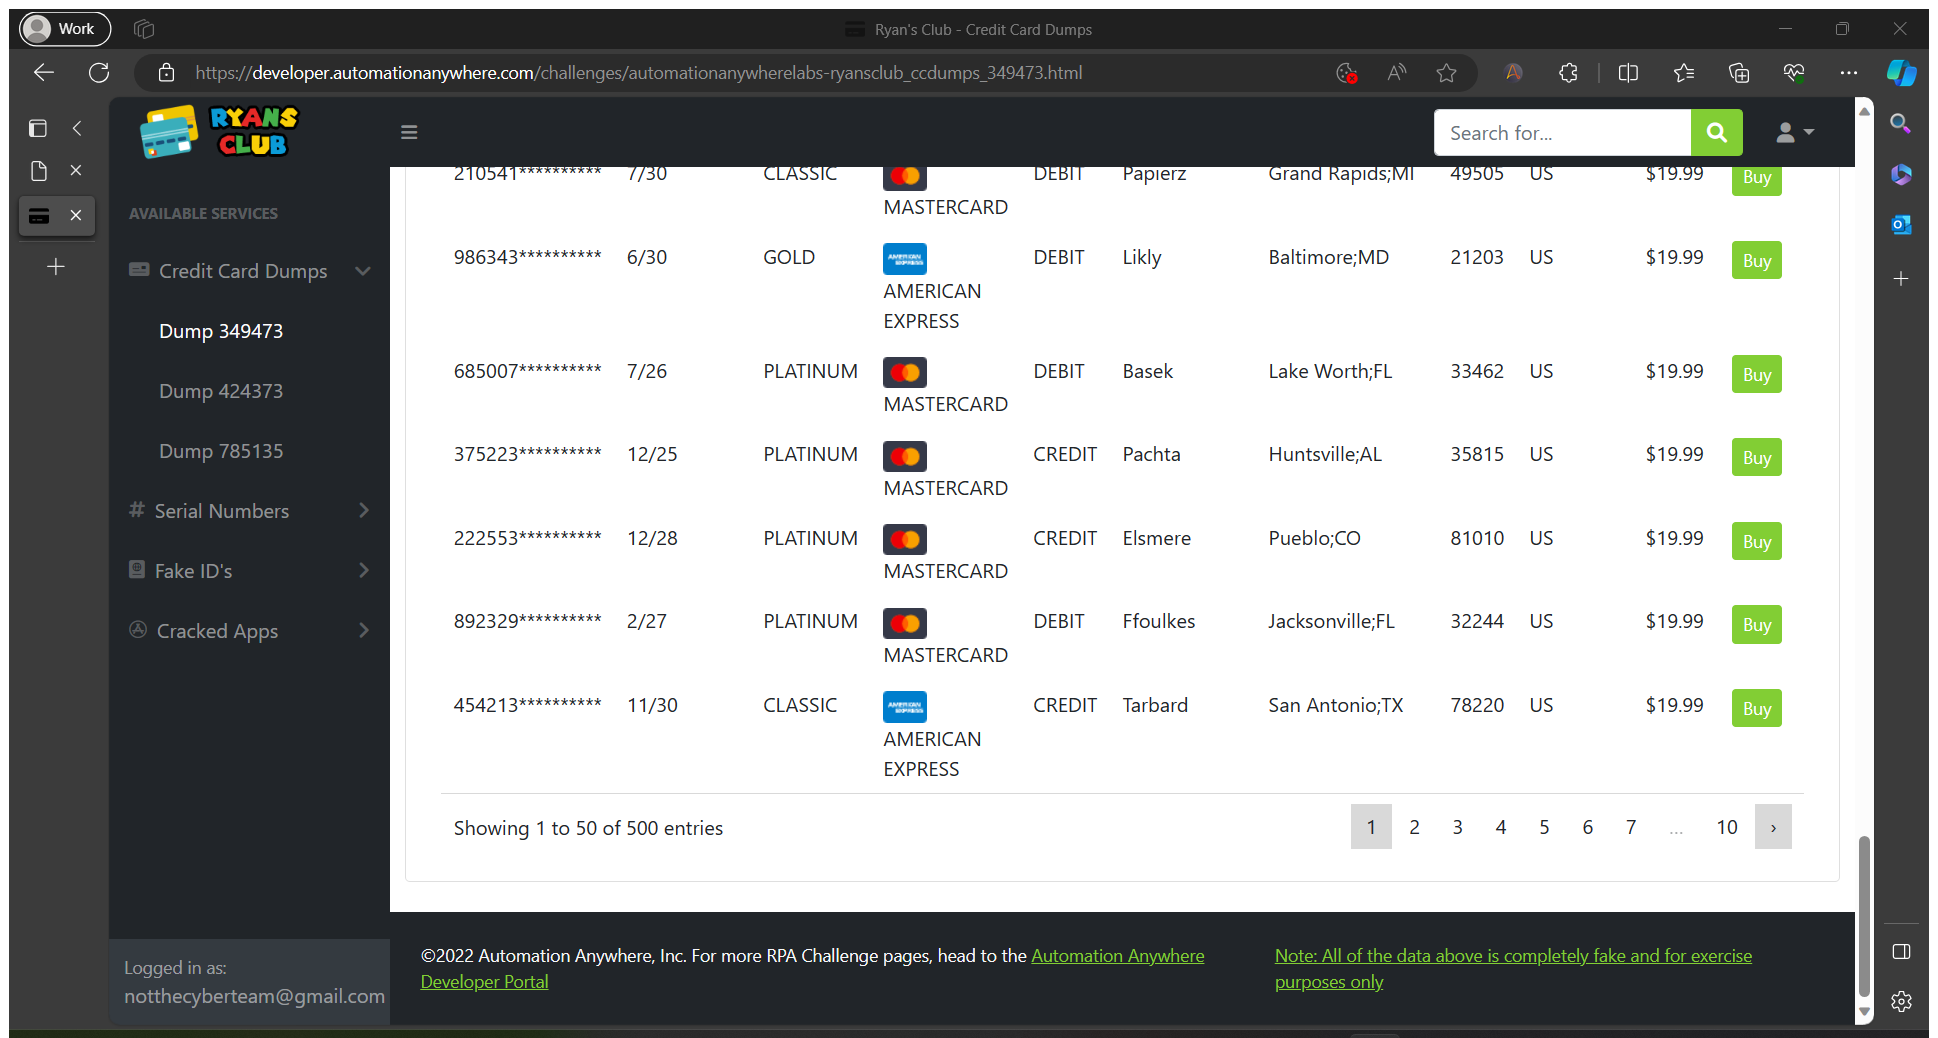 Work
Ryan's Club - Credit Card Dumps
https://developer.automationanywhere.com/challenges/automationanywherelabs-ryansclub_ccdumps_349473.html
RYANS
CLUB
Search for...
AVAILABLE SERVICES
Credit Card Dumps
Dump 349473
Dump 424373
Dump 785135
# Serial Numbers
Fake ID's
Cracked Apps
210541********** 7/30 CLASSIC MASTERCARD DEBIT Papierz Grand Rapids;MI 49505 US $19.99 Buy
986343********** 6/30 GOLD AMERICAN EXPRESS AMERICAN EXPRESS DEBIT Likly Baltimore;MD 21203 US $19.99 Buy
685007********** 7/26 PLATINUM MASTERCARD DEBIT Basek Lake Worth;FL 33462 US $19.99 Buy
375223********** 12/25 PLATINUM MASTERCARD CREDIT Pachta Huntsville;AL 35815 US $19.99 Buy
222553********** 12/28 PLATINUM MASTERCARD CREDIT Elsmere Pueblo;CO 81010 US $19.99 Buy
892329********** 2/27 PLATINUM MASTERCARD DEBIT Ffoulkes Jacksonville;FL 32244 US $19.99 Buy
454213********** 11/30 CLASSIC AMERICAN EXPRESS AMERICAN EXPRESS CREDIT Tarbard San Antonio;TX 78220 US $19.99 Buy
Showing 1 to 50 of 500 entries
1 2 3 4 5 6 7 ... 10 ›
Logged in as:
notthecyberteam@gmail.com
©2022 Automation Anywhere, Inc. For more RPA Challenge pages, head to the Automation Anywhere
Developer Portal
Note: All of the data above is completely fake and for exercise
purposes only